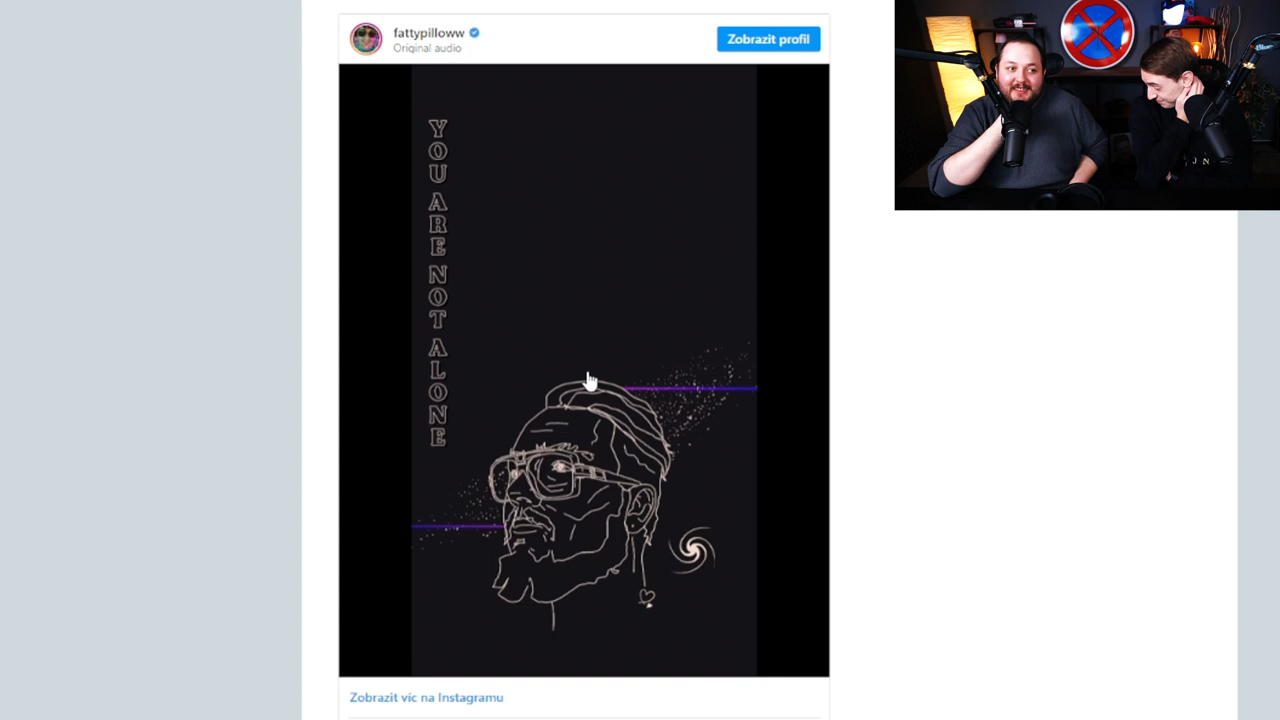 fattypilloww
Original audio
Zobrazit profil
YOU ARE NOT ALONE
Zobrazit víc na Instagramu